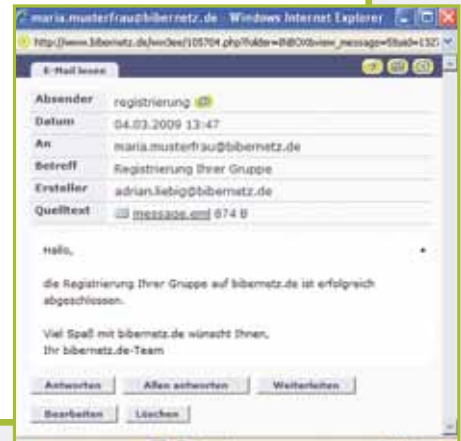 maria.musterfrau@bibernetz.de - Windows Internet Explorer
E-Mail lesen
Absender registrierung
Datum 04.03.2009 13:47
An maria.musterfrau@bibernetz.de
Betreff Registrierung Ihrer Gruppe
Ersteller adrian.liebig@bibernetz.de
Quelltext message.eml 874 B
Hallo,
die Registrierung Ihrer Gruppe auf bibernetz.de ist erfolgreich
abgeschlossen.
Viel Spaß mit bibernetz.de wünscht Ihnen,
Ihr bibernetz.de-Team
Antworten Allen antworten Weiterleiten
Bearbeiten Löschen